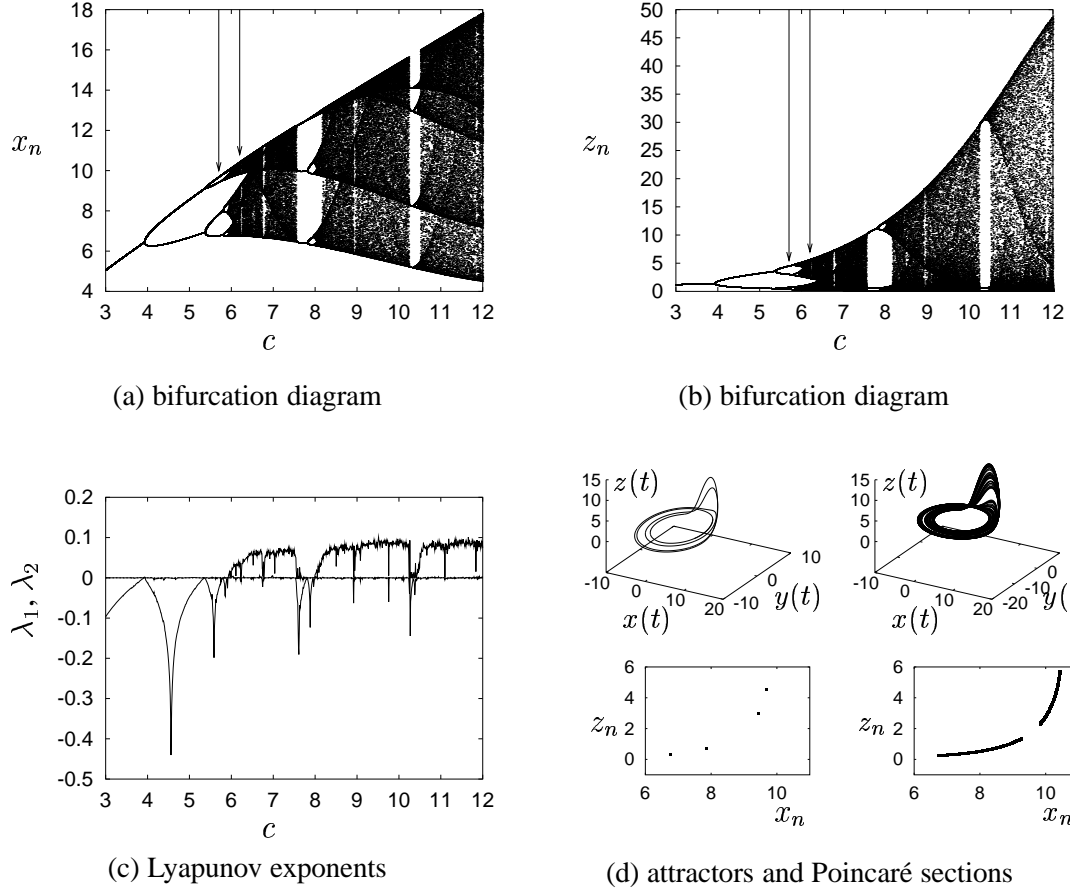 18
16
14
12
10
8
6
4
x_n
3 4 5 6 7 8 9 10 11 12
c
(a) bifurcation diagram
50
45
40
35
30
25
20
15
10
5
0
z_n
3 4 5 6 7 8 9 10 11 12
c
(b) bifurcation diagram
0.2
0.1
0
-0.1
-0.2
-0.3
-0.4
-0.5
λ_1, λ_2
3 4 5 6 7 8 9 10 11 12
c
(c) Lyapunov exponents
z(t)
15
10
5
0
-10
0
10
20
x(t)
-10
0
10
y(t)
z(t)
15
10
5
0
-10
0
10
20
x(t)
-20
-10
0
y(
6
4
2
0
z_n
6 8 10
x_n
6
4
2
0
z_n
6 8 10
x_n
(d) attractors and Poincaré sections